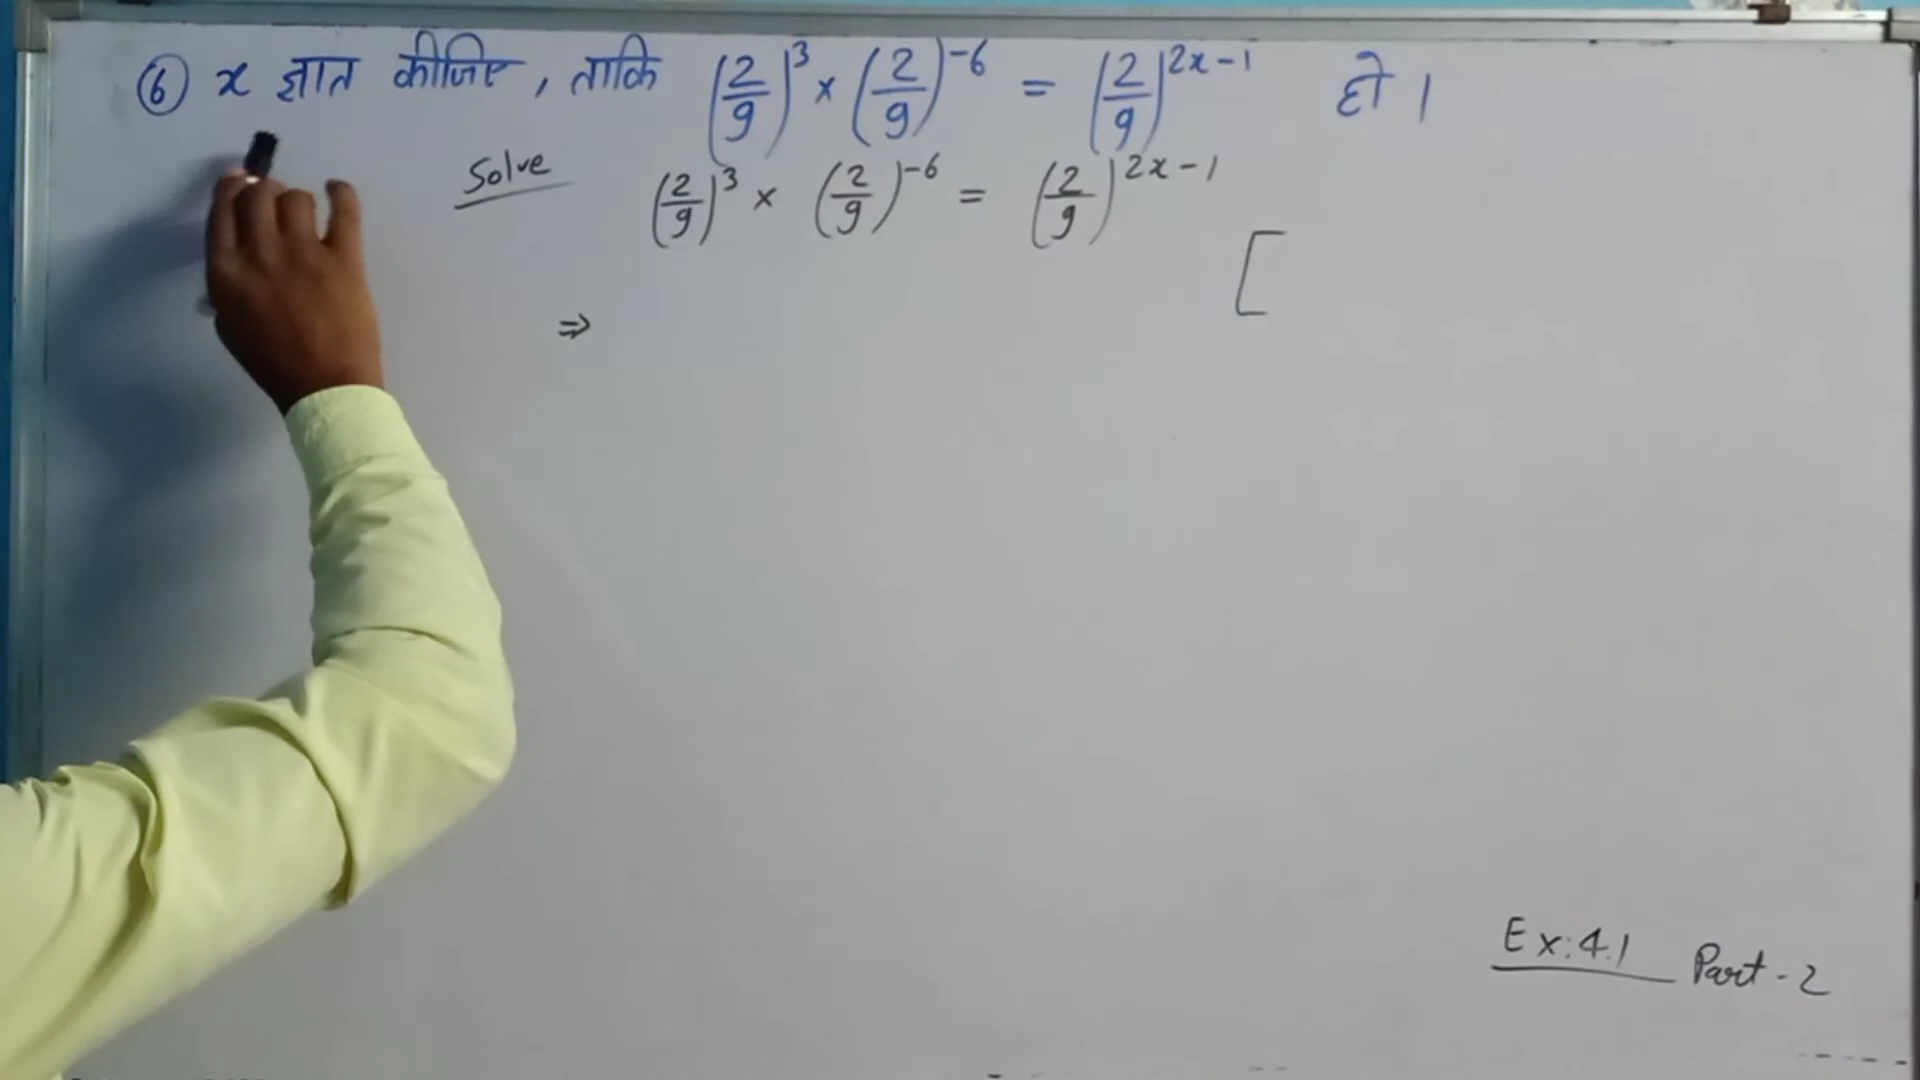 ⑥ x ज्ञात कीजिए, ताकि (2/9)³ × (2/9)⁻⁶ = (2/9)²ˣ⁻¹ हो।
Solve (2/9)³ × (2/9)⁻⁶ = (2/9)²ˣ⁻¹
⇒ [
Ex:4.1 Part-2